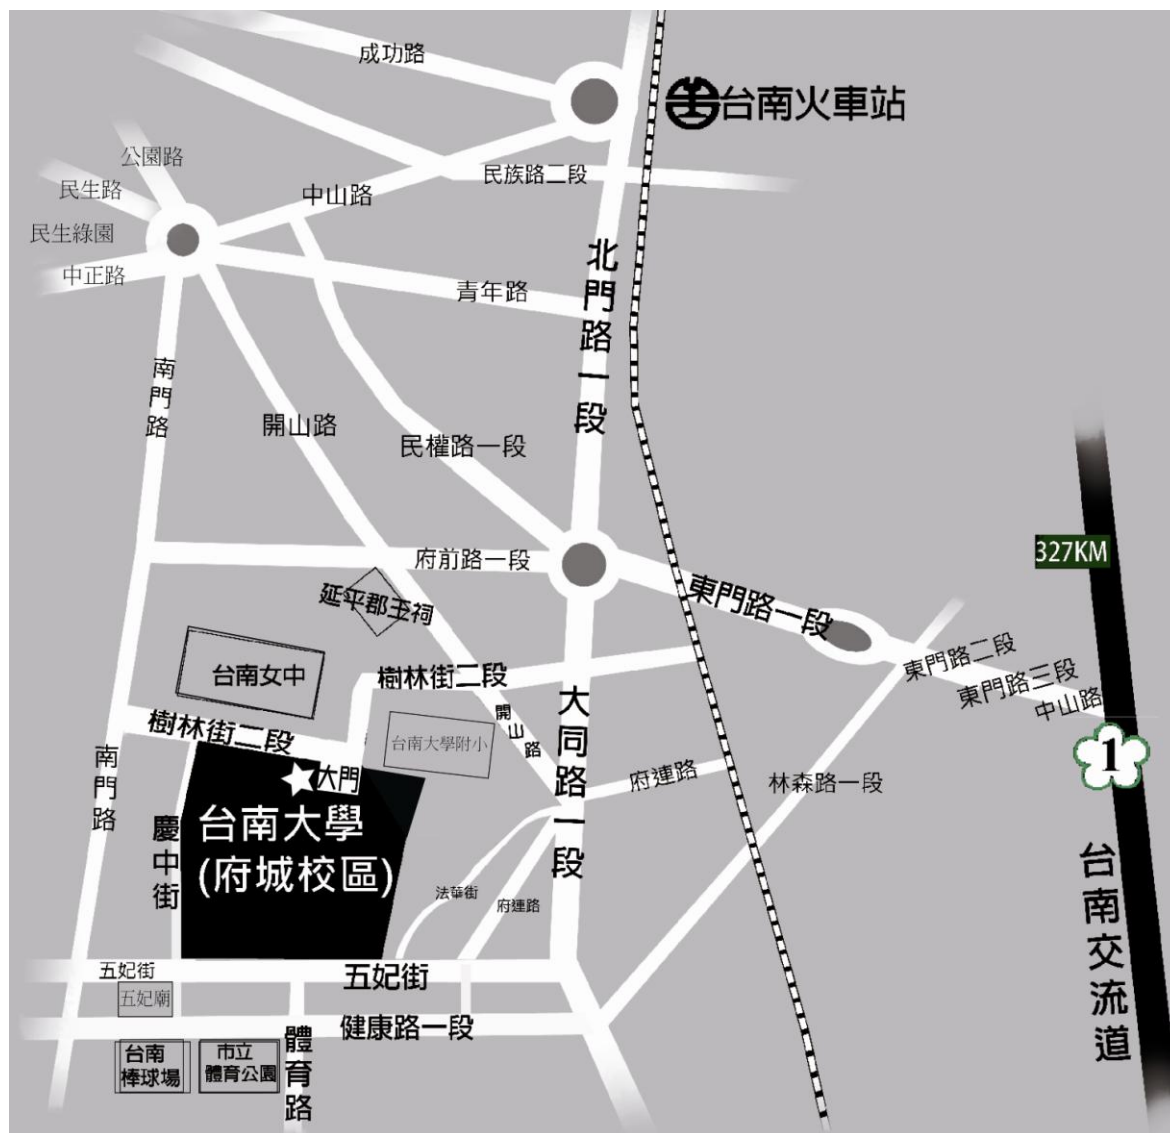 成功路
台南火車站
公園路
民族路二段
民生路
中山路
民生綠園
中正路
北門路一段
青年路
南門路
開山路
民權路一段
327KM
府前路一段
東門路一段
延平郡王祠
台南女中
樹林街二段
東門路二段
東門路三段
中山路
大同路一段
開山路
樹林街二段
台南大學附小
1
大門
府連路
林森路一段
南門路
台南大學
(府城校區)
慶中街
台南交流道
法華街
府連路
五妃街
五妃街
五妃廟
健康路一段
體育路
台南
棒球場
市立
體育公園